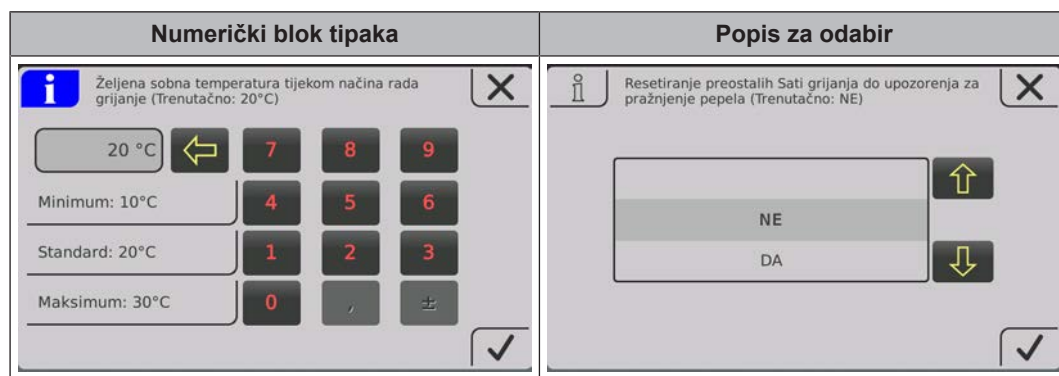 Numerički blok tipaka
Popis za odabir
i
Željena sobna temperatura tijekom načina rada
grijanje (Trenutačno: 20°C)
20 °C
7
8
9
Minimum: 10°C
4
5
6
Standard: 20°C
1
2
3
Maksimum: 30°C
0
,
±
i
Resetiranje preostalih Sati grijanja do upozorenja za
pražnjenje pepela (Trenutačno: NE)
NE
DA